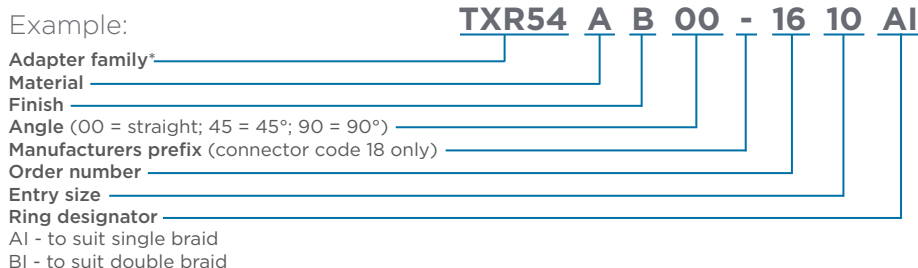 Example: TXR54 A B 00 - 16 10 AI
Adapter family*
Material
Finish
Angle (00 = straight; 45 = 45°; 90 = 90°)
Manufacturers prefix (connector code 18 only)
Order number
Entry size
Ring designator
AI - to suit single braid
BI - to suit double braid